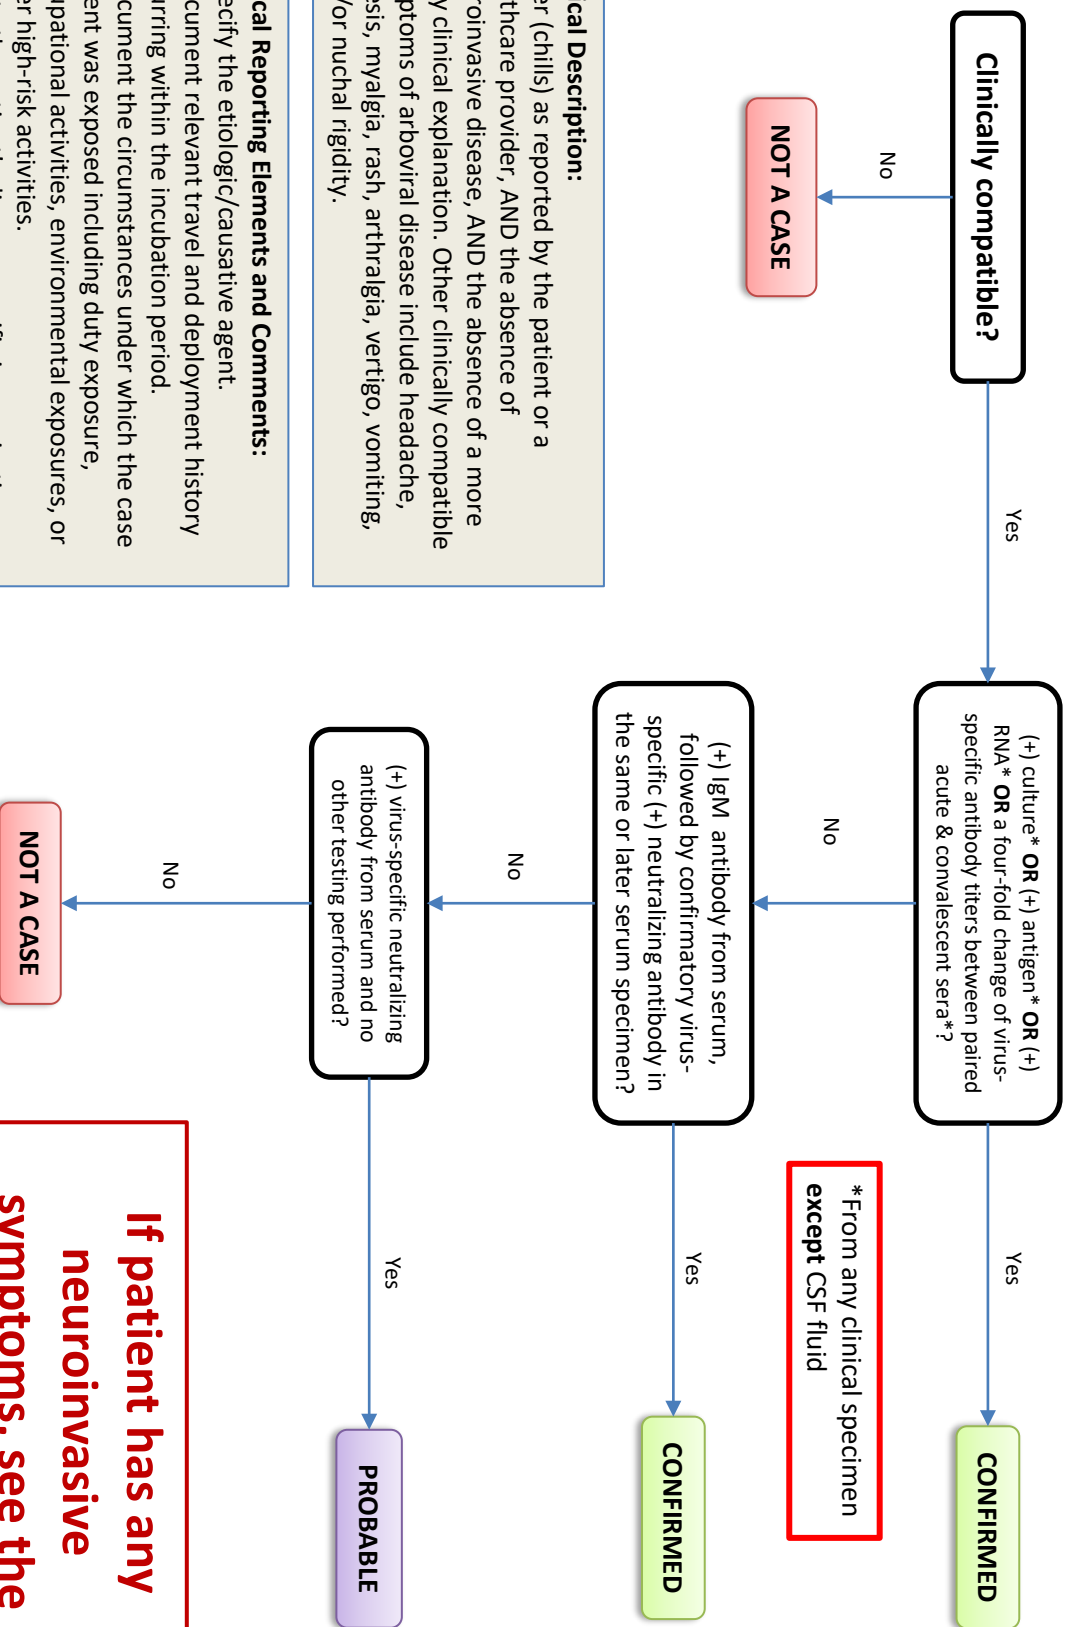 Clinically compatible?
No
NOT A CASE
Yes
(+) culture* OR (+) antigen* OR (+)
RNA* OR a four-fold change of virus-
specific antibody titers between paired
acute & convalescent sera*?
Yes
CONFIRMED
*From any clinical specimen
except CSF fluid
No
(+) IgM antibody from serum,
followed by confirmatory virus-
specific (+) neutralizing antibody in
the same or later serum specimen?
Yes
CONFIRMED
No
(+) virus-specific neutralizing
antibody from serum and no
other testing performed?
Yes
PROBABLE
No
NOT A CASE
ical Description:
er (chills) as reported by the patient or a
thcare provider, AND the absence of
roinvasive disease, AND the absence of a more
y clinical explanation. Other clinically compatible
ptoms of arboviral disease include headache,
esis, myalgia, rash, arthralgia, vertigo, vomiting,
/or nuchal rigidity.
cal Reporting Elements and Comments:
ecify the etiologic/causative agent.
cument relevant travel and deployment history
urring within the incubation period.
cument the circumstances under which the case
ent was exposed including duty exposure,
upational activities, environmental exposures, or
er high-risk activities.
If patient has any
neuroinvasive
symptoms, see the